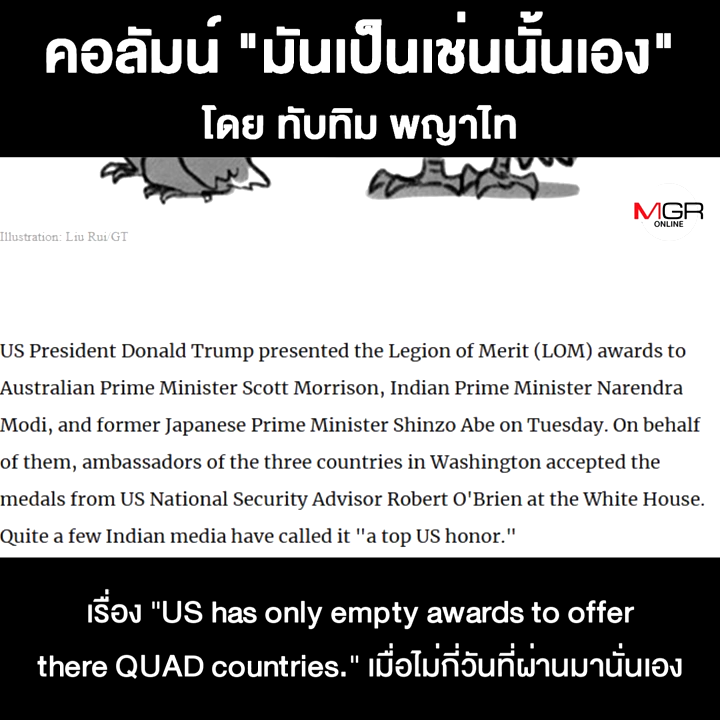 คอลัมน์ "มันเป็นเช่นนั้นเอง"
โดย ทับทิม พญาไท
MGR
ONLINE
Illustration: Liu Rui/GT
US President Donald Trump presented the Legion of Merit (LOM) awards to
Australian Prime Minister Scott Morrison, Indian Prime Minister Narendra
Modi, and former Japanese Prime Minister Shinzo Abe on Tuesday. On behalf
of them, ambassadors of the three countries in Washington accepted the
medals from US National Security Advisor Robert O'Brien at the White House.
Quite a few Indian media have called it "a top US honor."
เรื่อง "US has only empty awards to offer
there QUAD countries." เมื่อไม่กี่วันที่ผ่านมานั่นเอง